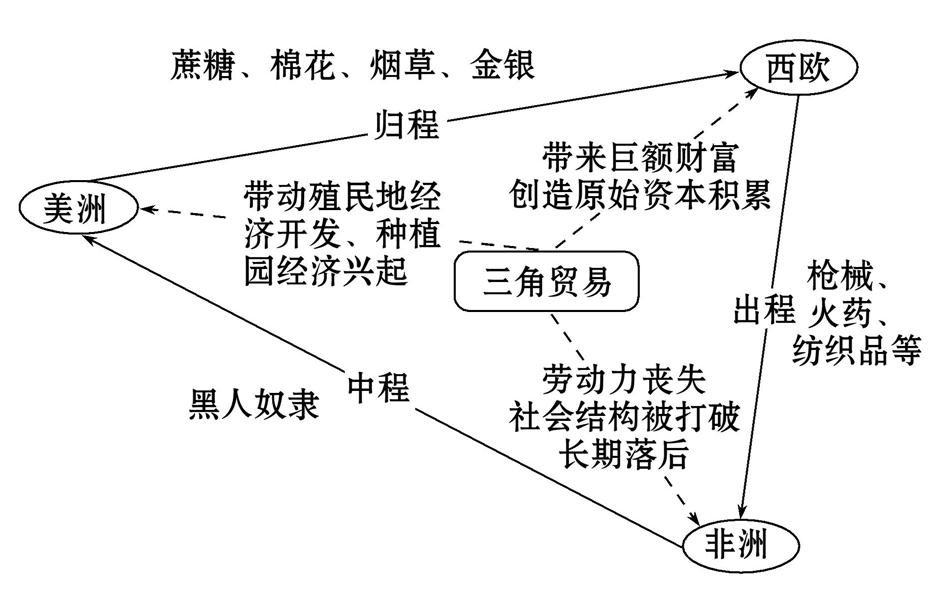 蔗糖、棉花、烟草、金银
西欧
归程
带来巨额财富
创造原始资本积累
美洲
带动殖民地经
济开发、种植
园经济兴起
三角贸易
出程
枪械、
火药、
纺织品等
中程
黑人奴隶
劳动力丧失
社会结构被打破
长期落后
非洲